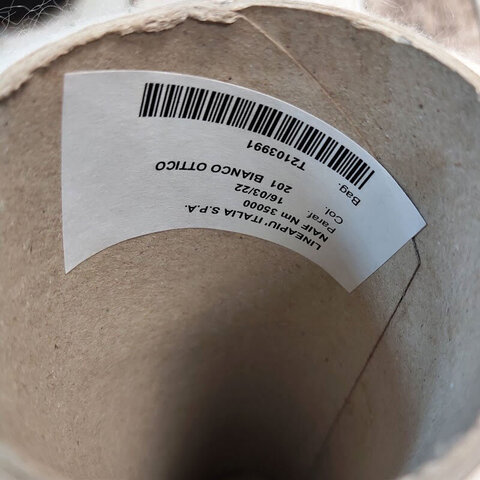 LINEAPIU' ITALIA S.P.A.
NAIF Nm 35000
Paraf. 16/03/22
Col. 201 BIANCO OTTICO
Bag. T2103991